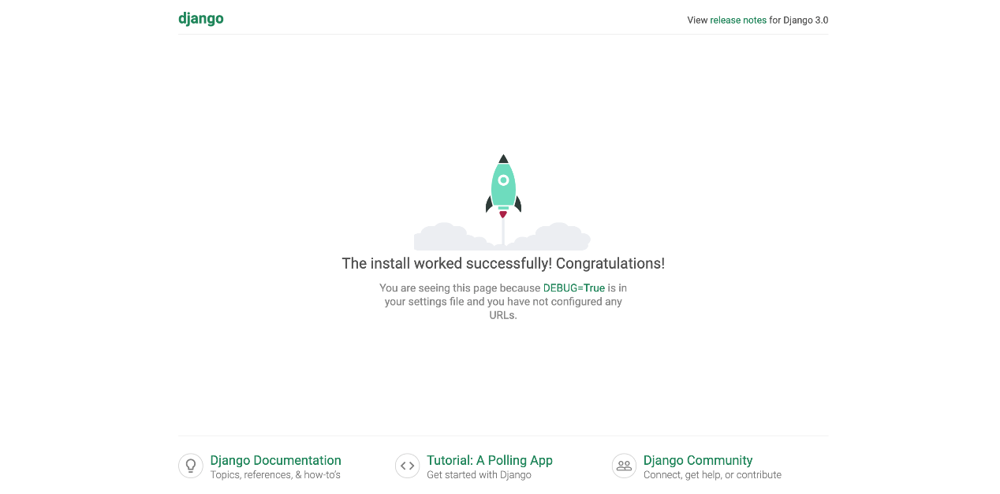 django
View release notes for Django 3.0
The install worked successfully! Congratulations!
You are seeing this page because DEBUG=True is in
your settings file and you have not configured any
URLs.
Django Documentation
Topics, references, & how-to’s
Tutorial: A Polling App
Get started with Django
Django Community
Connect, get help, or contribute